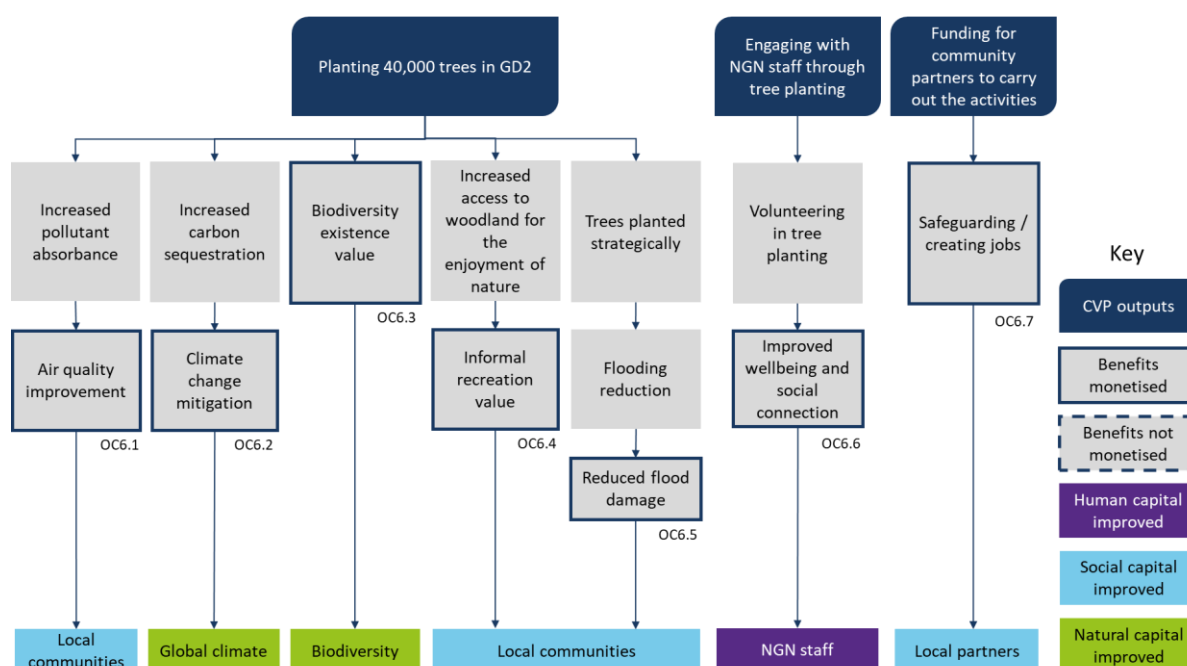 Planting 40,000 trees in GD2
Engaging with
NGN staff through
tree planting
Funding for
community
partners to carry
out the activities
Increased
pollutant
absorbance
Increased
carbon
sequestration
Biodiversity
existence
value
Increased
access to
woodland for
the
enjoyment of
nature
Trees planted
strategically
Volunteering
in tree
planting
Safeguarding /
creating jobs
OC6.3
OC6.7
Air quality
improvement
Climate
change
mitigation
Informal
recreation
value
Flooding
reduction
Improved
wellbeing and
social
connection
OC6.1
OC6.2
OC6.4
OC6.6
Reduced flood
damage
OC6.5
Local
communities
Global climate
Biodiversity
Local communities
NGN staff
Local partners
Key
CVP outputs
Benefits
monetised
Benefits not
monetised
Human capital
improved
Social capital
improved
Natural capital
improved